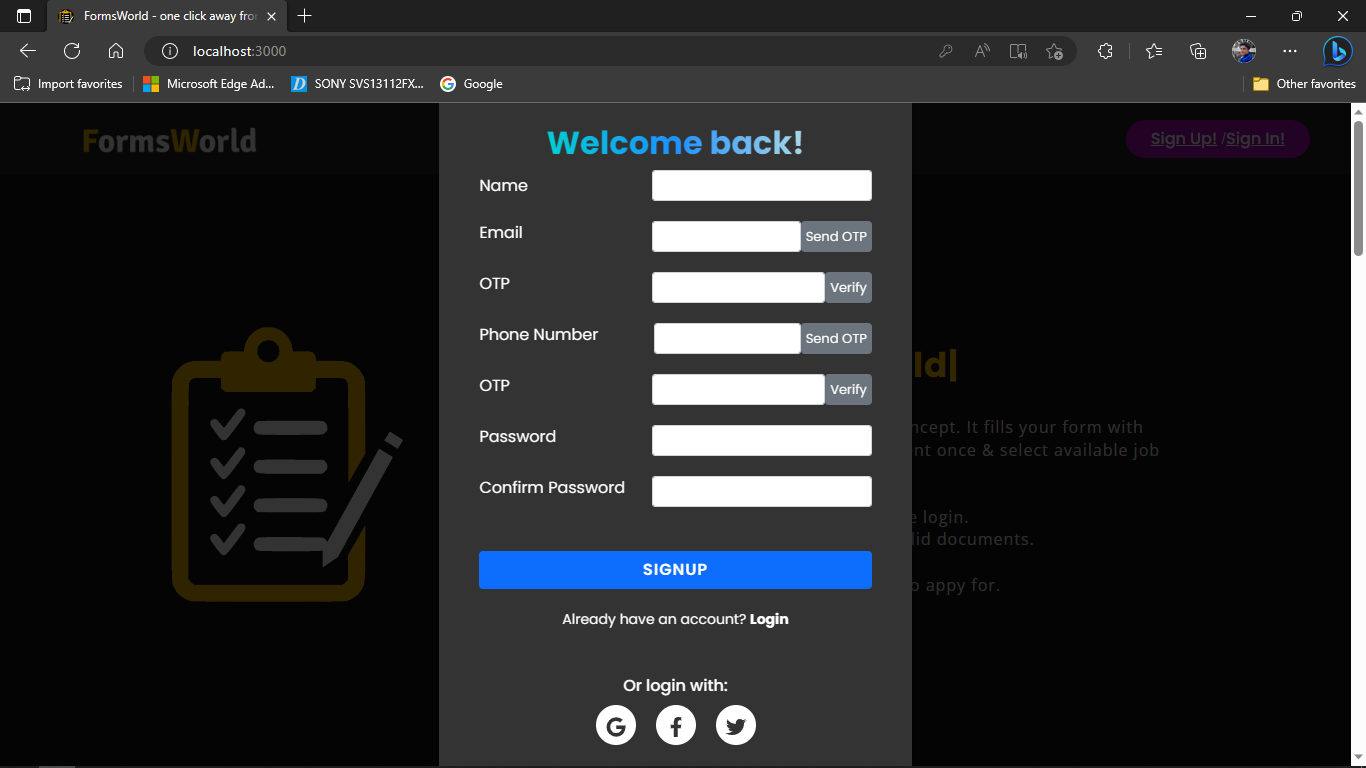 FormsWorld - one click away fro
localhost:3000
Import favorites
Microsoft Edge Ad...
SONY SVS13112FX...
Google
Other favorites
FormsWorld
Sign Up! /Sign In!
Welcome back!
Name
Email
Send OTP
OTP
Verify
Phone Number
Send OTP
OTP
Verify
Password
Confirm Password
SIGNUP
Already have an account? Login
Or login with:
ld|
ncept. It fills your form with
nt once & select available job
e login.
lid documents.
o appy for.